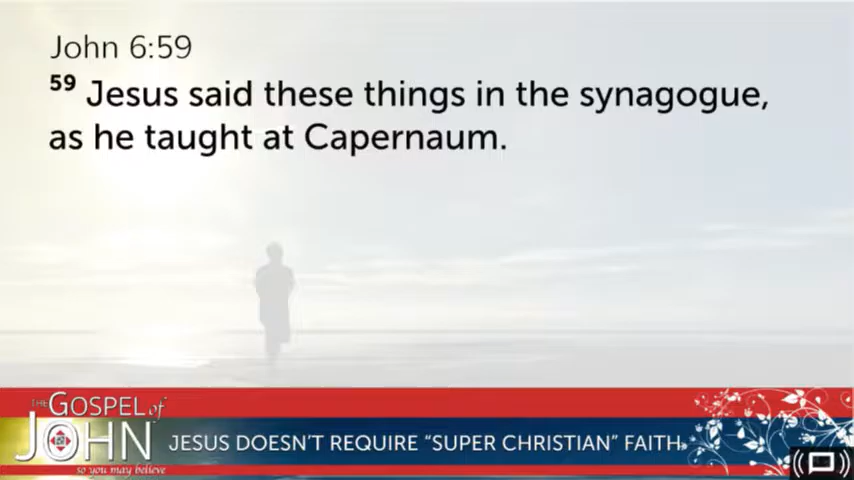 John 6:59
59 Jesus said these things in the synagogue,
as he taught at Capernaum.
THE GOSPEL of
JOHN
so you may believe
JESUS DOESN'T REQUIRE “SUPER CHRISTIAN” FAITH